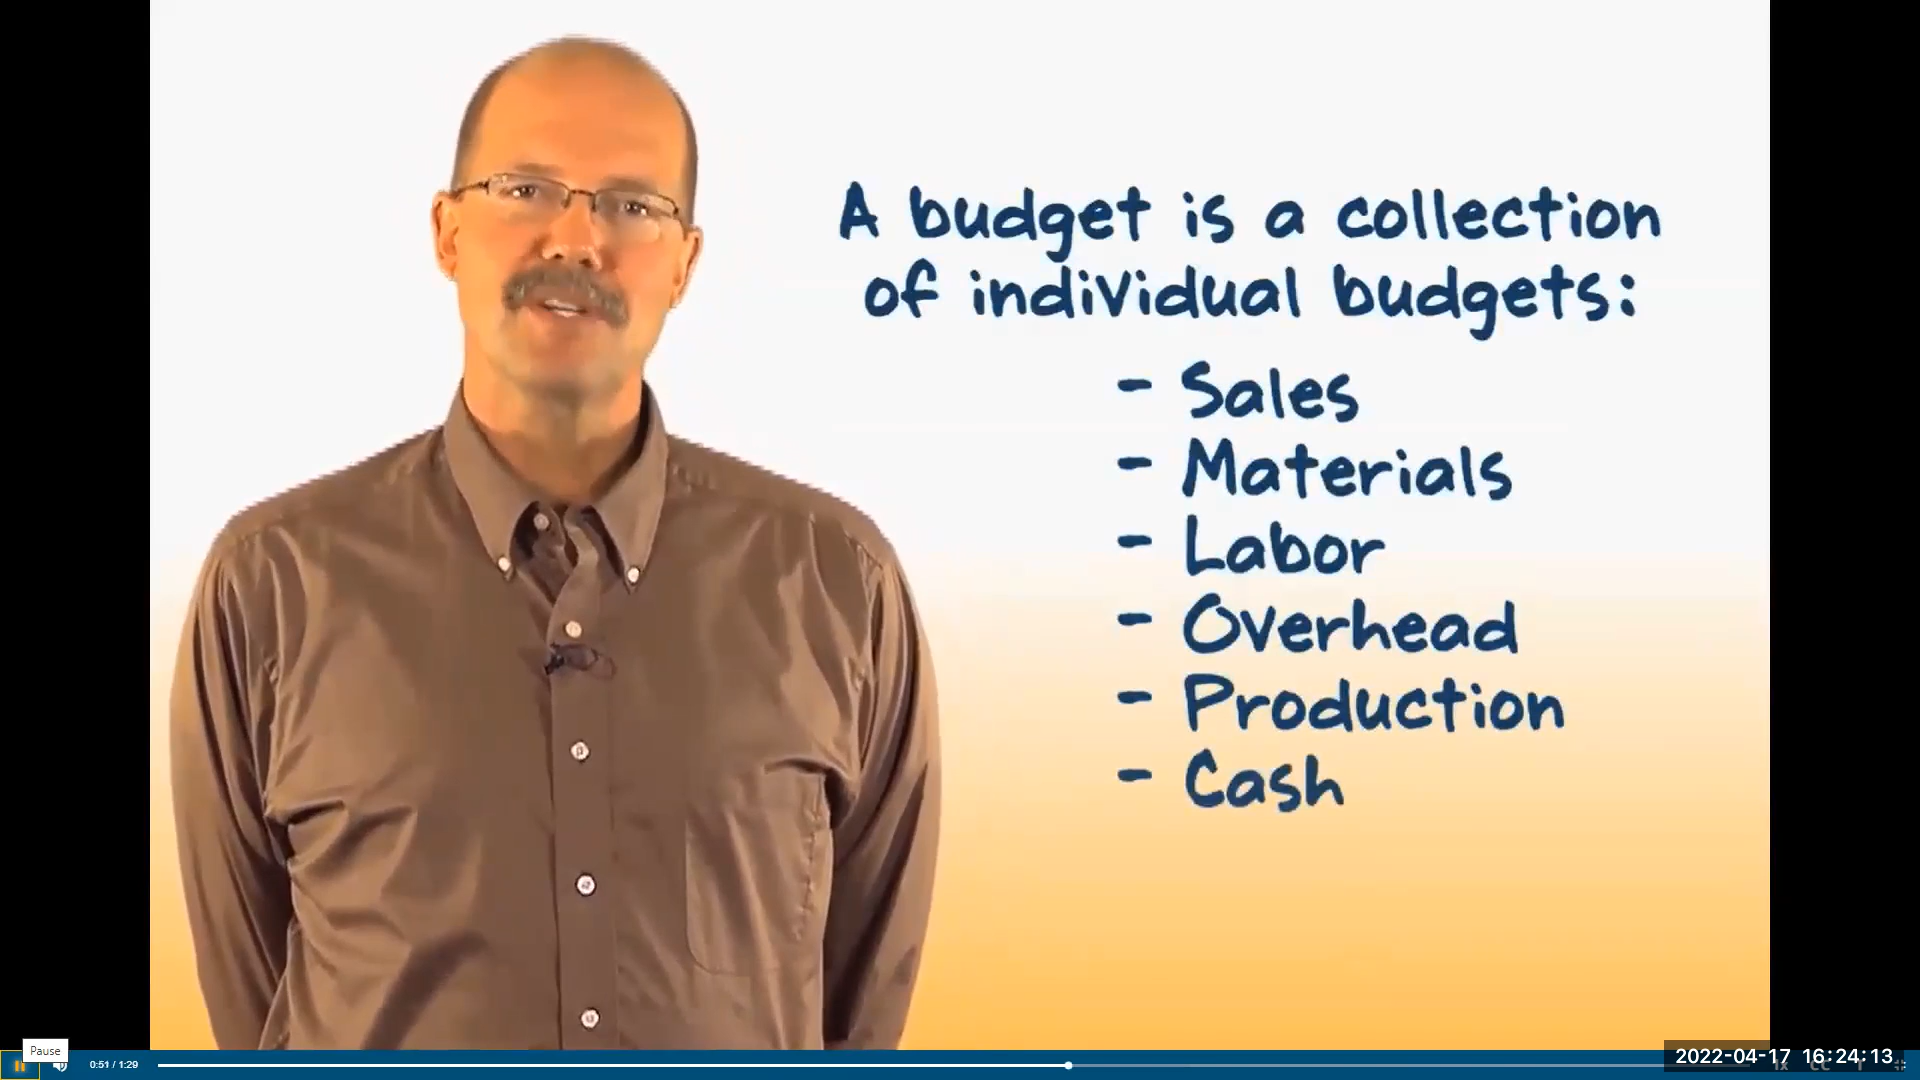 A budget is a collection
of individual budgets:
- Sales
- Materials
- Labor
- Overhead
- Production
- Cash
Pause
0:51 / 1:29
2022-04-17 16:24:13